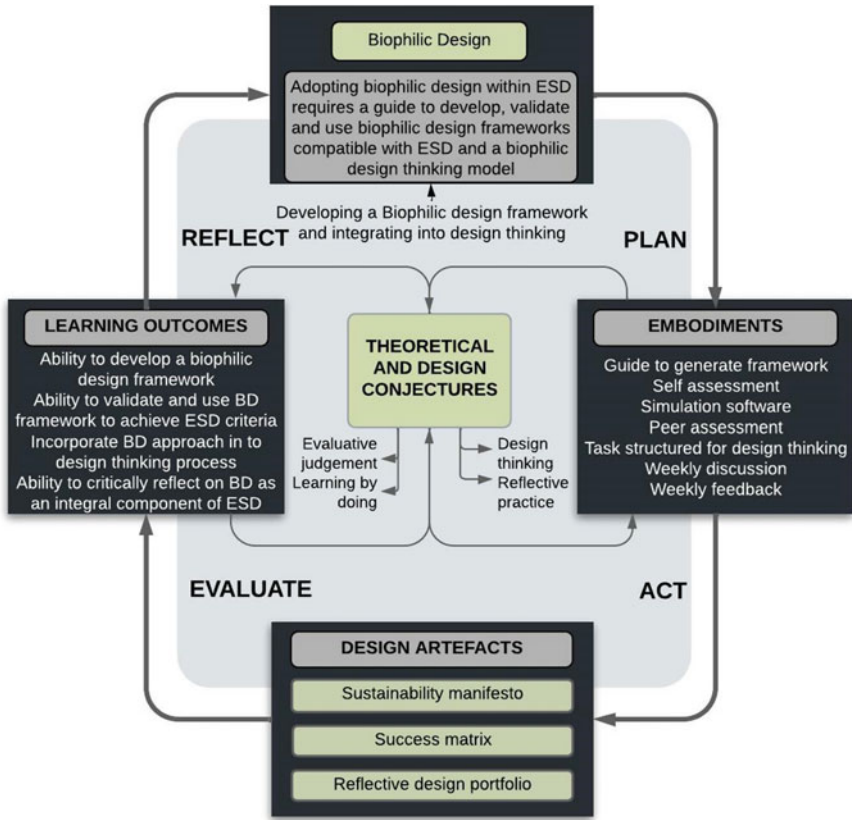 Biophilic Design
Adopting biophilic design within ESD
requires a guide to develop, validate
and use biophilic design frameworks
compatible with ESD and a biophilic
design thinking model
Developing a Biophilic design framework
and integrating into design thinking
REFLECT
PLAN
LEARNING OUTCOMES
Ability to develop a biophilic
design framework
Ability to validate and use BD
framework to achieve ESD criteria
Incorporate BD approach in to
design thinking process
Ability to critically reflect on BD as
an integral component of ESD
THEORETICAL
AND DESIGN
CONJECTURES
Evaluative
judgement
Learning by
doing
Design
thinking
Reflective
practice
EMBODIMENTS
Guide to generate framework
Self assessment
Simulation software
Peer assessment
Task structured for design thinking
Weekly discussion
Weekly feedback
EVALUATE
ACT
DESIGN ARTEFACTS
Sustainability manifesto
Success matrix
Reflective design portfolio